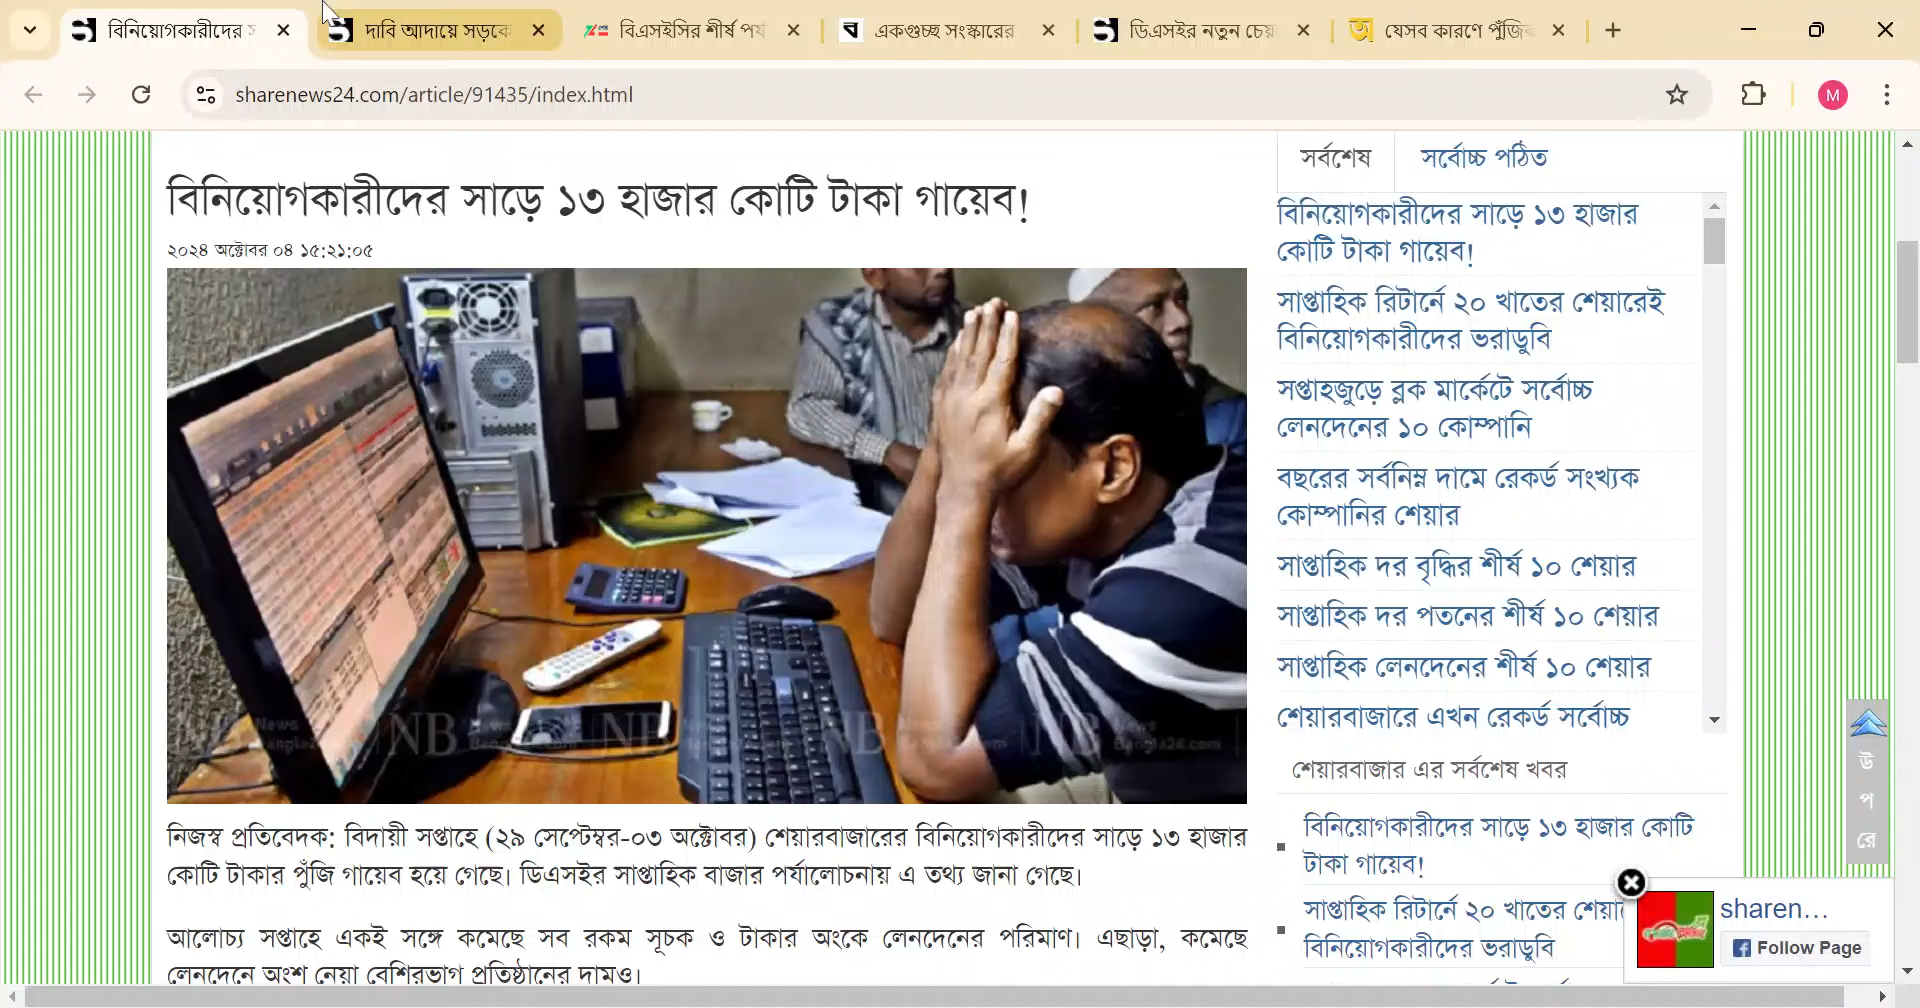 বিনিয়োগকারীদের
দাবি আদায়ে সড়কে
বিএসইসির শীর্ষ পর্য
একগুচ্ছ সংস্কারের
ডিএসইর নতুন চেয়
যেসব কারণে পুঁজিব
sharenews24.com/article/91435/index.html
M
বিনিয়োগকারীদের সাড়ে ১৩ হাজার কোটি টাকা গায়েব!
২০২৪ অক্টোবর ০৪ ১৫:২১:০৫
NB News Bangla24.com
নিজস্ব প্রতিবেদক: বিদায়ী সপ্তাহে (২৯ সেপ্টেম্বর-০৩ অক্টোবর) শেয়ারবাজারের বিনিয়োগকারীদের সাড়ে ১৩ হাজার
কোটি টাকার পুঁজি গায়েব হয়ে গেছে। ডিএসইর সাপ্তাহিক বাজার পর্যালোচনায় এ তথ্য জানা গেছে।
আলোচ্য সপ্তাহে একই সঙ্গে কমেছে সব রকম সূচক ও টাকার অংকে লেনদেনের পরিমাণ। এছাড়া, কমেছে
লেনদেনে অংশ নেয়া বেশিরভাগ প্রতিষ্ঠানের দামও।
সর্বশেষ
সর্বোচ্চ পঠিত
বিনিয়োগকারীদের সাড়ে ১৩ হাজার
কোটি টাকা গায়েব!
সাপ্তাহিক রিটার্নে ২০ খাতের শেয়ারেই
বিনিয়োগকারীদের ভরাডুবি
সপ্তাহজুড়ে ব্লক মার্কেটে সর্বোচ্চ
লেনদেনের ১০ কোম্পানি
বছরের সর্বনিম্ন দামে রেকর্ড সংখ্যক
কোম্পানির শেয়ার
সাপ্তাহিক দর বৃদ্ধির শীর্ষ ১০ শেয়ার
সাপ্তাহিক দর পতনের শীর্ষ ১০ শেয়ার
সাপ্তাহিক লেনদেনের শীর্ষ ১০ শেয়ার
শেয়ারবাজারে এখন রেকর্ড সর্বোচ্চ
শেয়ারবাজার এর সর্বশেষ খবর
বিনিয়োগকারীদের সাড়ে ১৩ হাজার কোটি
টাকা গায়েব!
সাপ্তাহিক রিটার্নে ২০ খাতের শেয়া
বিনিয়োগকারীদের ভরাডুবি
উ
প
রে
sharen...
Follow Page